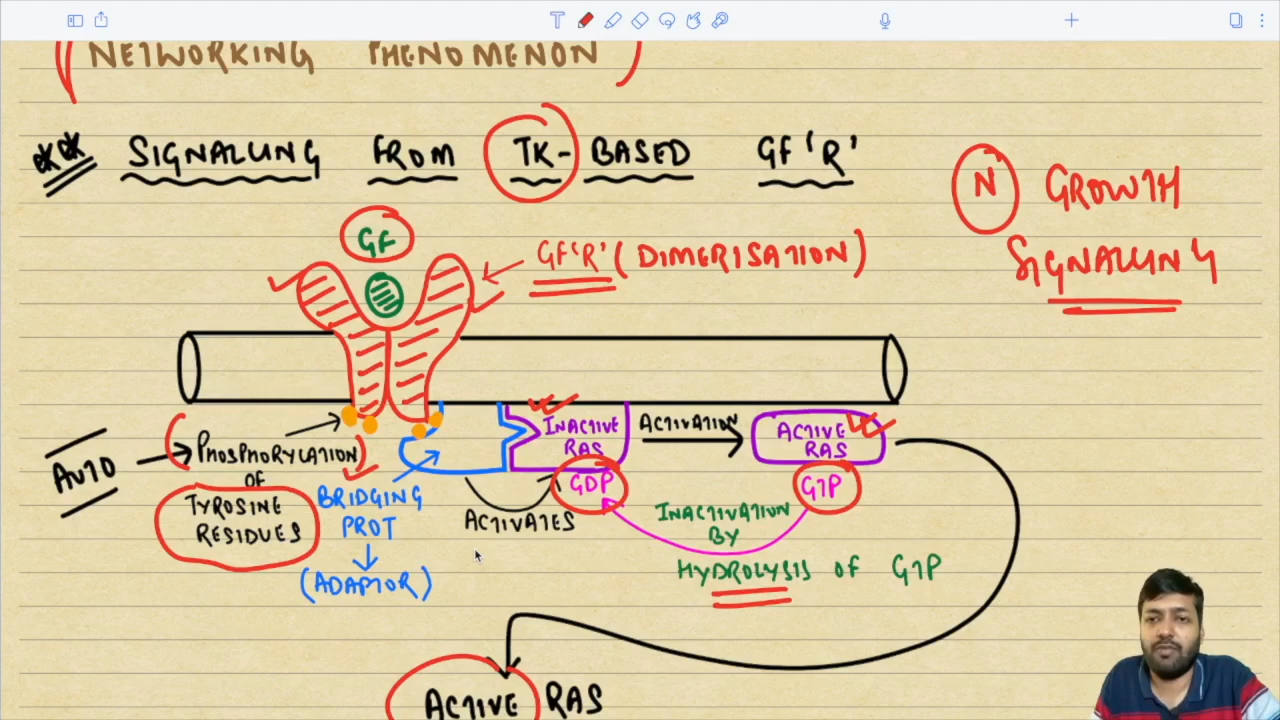 NETWORKING PHENOMENON
** SIGNALLING FROM TK-BASED GF'R'
N GROWTH
SIGNALLING
GF
GF'R' (DIMERISATION)
AUTO
PHOSPHORYLATION
OF
TYROSINE
RESIDUES
BRIDGING
PROT
(ADAPTOR)
ACTIVATES
INACTIVE
RAS
GDP
ACTIVATION
ACTIVE
RAS
GTP
INACTIVATION
BY
HYDROLYSIS OF GTP
ACTIVE RAS